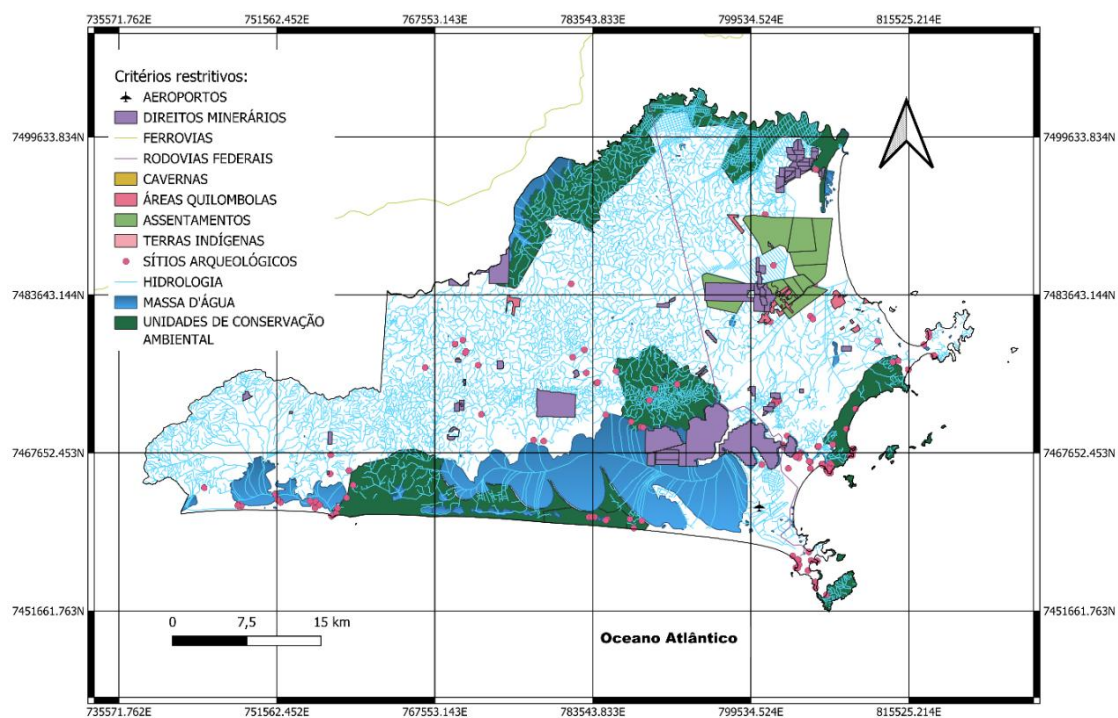 735571.762E 751562.452E 767553.143E 783543.833E 799534.524E 815525.214E
Critérios restritivos:
AEROPORTOS
DIREITOS MINERÁRIOS
FERROVIAS
RODOVIAS FEDERAIS
CAVERNAS
ÁREAS QUILOMBOLAS
ASSENTAMENTOS
TERRAS INDÍGENAS
SÍTIOS ARQUEOLÓGICOS
HIDROLOGIA
MASSA D'ÁGUA
UNIDADES DE CONSERVAÇÃO
AMBIENTAL
7499633.834N 7499633.834N
7483643.144N 7483643.144N
7467652.453N 7467652.453N
7451661.763N 7451661.763N
0 7,5 15 km
Oceano Atlântico
735571.762E 751562.452E 767553.143E 783543.833E 799534.524E 815525.214E